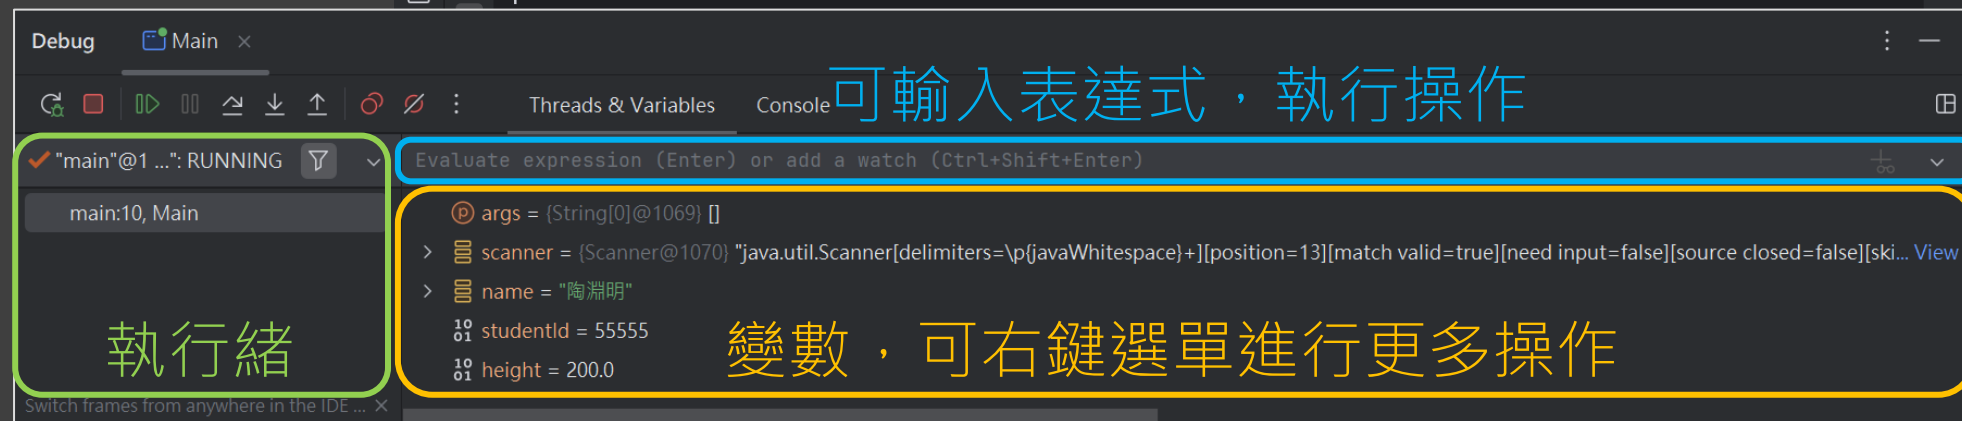 Debug Main
Threads & Variables Console 可輸入表達式，執行操作
"main"@1 ...": RUNNING Evaluate expression (Enter) or add a watch (Ctrl+Shift+Enter)
main:10, Main
args = {String[0]@1069} []
scanner = {Scanner@1070} "java.util.Scanner[delimiters=\p{javaWhitespace}+][position=13][match valid=true][need input=false][source closed=false][ski... View
name = "陶淵明"
studentId = 55555
height = 200.0
執行緒
變數，可右鍵選單進行更多操作
Switch frames from anywhere in the IDE ...